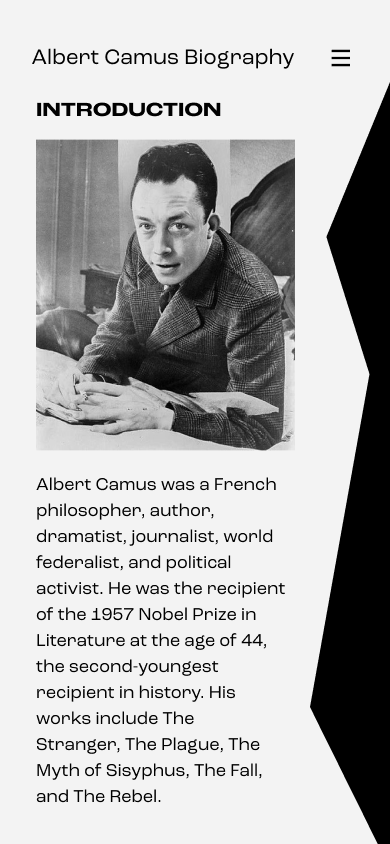 Albert Camus Biography
INTRODUCTION
Albert Camus was a French
philosopher, author,
dramatist, journalist, world
federalist, and political
activist. He was the recipient
of the 1957 Nobel Prize in
Literature at the age of 44,
the second-youngest
recipient in history. His
works include The
Stranger, The Plague, The
Myth of Sisyphus, The Fall,
and The Rebel.